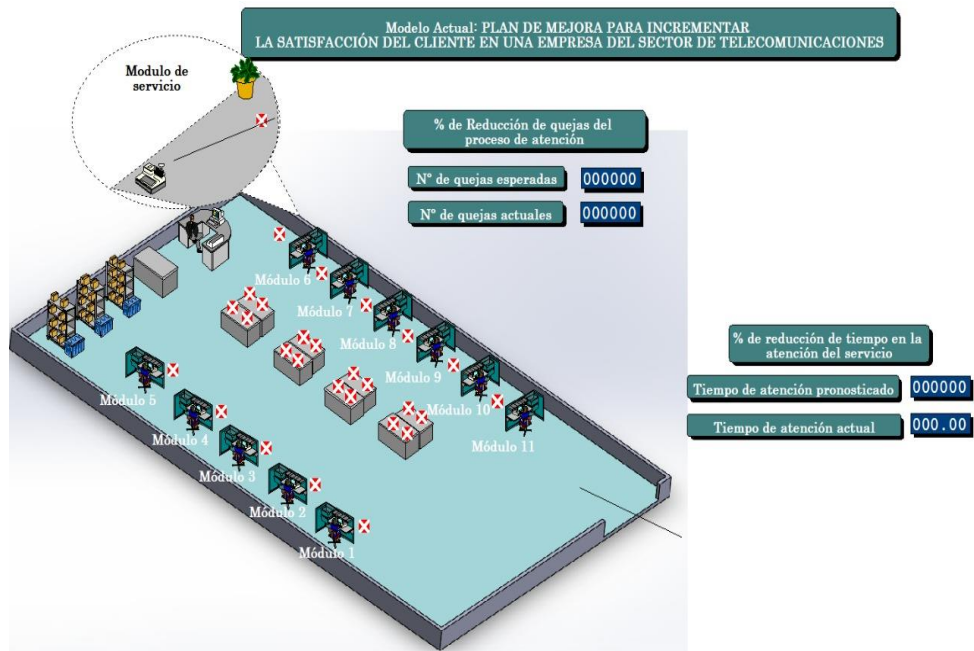 Modelo Actual: PLAN DE MEJORA PARA INCREMENTAR
LA SATISFACCIÓN DEL CLIENTE EN UNA EMPRESA DEL SECTOR DE TELECOMUNICACIONES
Modulo de
servicio
% de Reducción de quejas del
proceso de atención
N° de quejas esperadas
000000
N° de quejas actuales
000000
Módulo 6
Módulo 7
Módulo 8
Módulo 9
Módulo 10
Módulo 11
Módulo 5
Módulo 4
Módulo 3
Módulo 2
Módulo 1
% de reducción de tiempo en la
atención del servicio
Tiempo de atención pronosticado
000000
Tiempo de atención actual
000.00